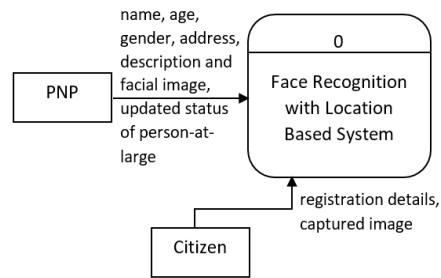 name, age,
gender, address,
description and
facial image,
updated status
of person-at-
large
PNP
0
Face Recognition
with Location
Based System
registration details,
captured image
Citizen